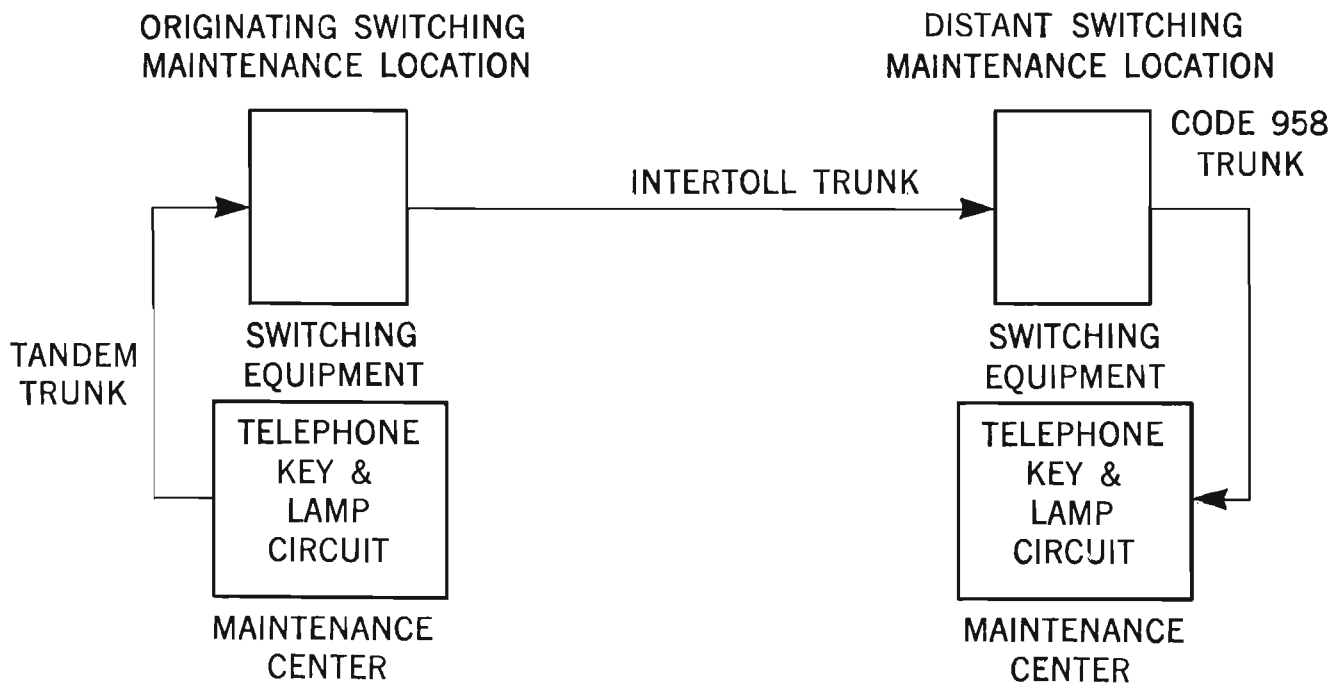 ORIGINATING SWITCHING
MAINTENANCE LOCATION
DISTANT SWITCHING
MAINTENANCE LOCATION
CODE 958
TRUNK
INTERTOLL TRUNK
TANDEM
TRUNK
SWITCHING
EQUIPMENT
SWITCHING
EQUIPMENT
TELEPHONE
KEY &
LAMP
CIRCUIT
TELEPHONE
KEY &
LAMP
CIRCUIT
MAINTENANCE
CENTER
MAINTENANCE
CENTER